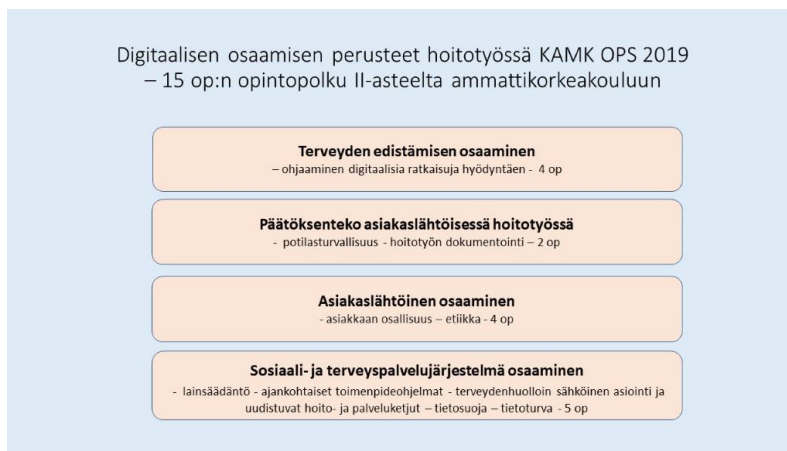 Digitaalisen osaamisen perusteet hoitotyössä KAMK OPS 2019
– 15 op:n opintopolku II-asteelta ammattikorkeakouluun
Terveyden edistämisen osaaminen
– ohjaaminen digitaalisia ratkaisuja hyödyntäen - 4 op
Päätöksenteko asiakaslähtöisessä hoitotyössä
- potilasturvallisuus - hoitotyön dokumentointi – 2 op
Asiakaslähtöinen osaaminen
- asiakkaan osallisuus – etiikka - 4 op
Sosiaali- ja terveyspalvelujärjestelmä osaaminen
- lainsäädäntö - ajankohtaiset toimenpideohjelmat - terveydenhuolloin sähköinen asiointi ja
uudistuvat hoito- ja palveluketjut – tietosuoja – tietoturva - 5 op